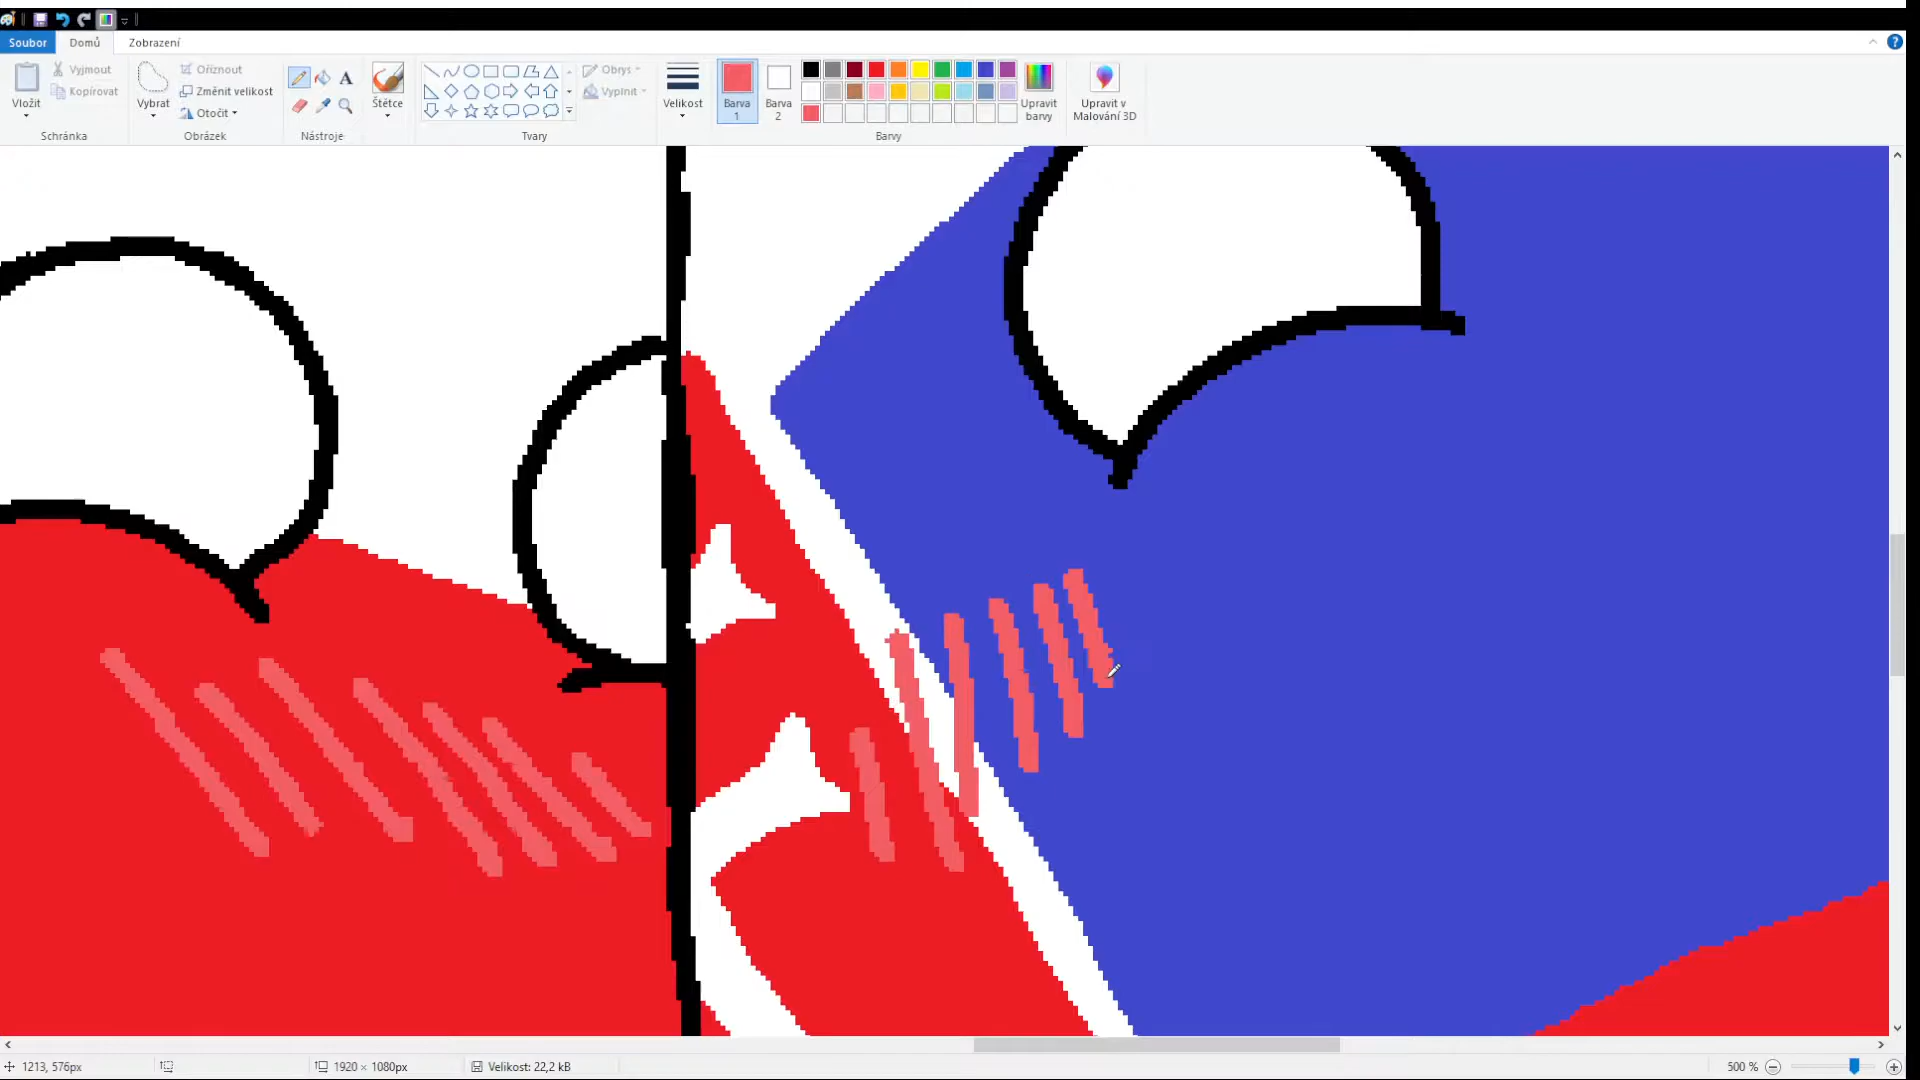 Soubor Domů Zobrazení
Vložit
Vyjmout
Kopírovat
Schránka
Vybrat
Oříznout
Změnit velikost
Otočit
Obrázek
A
Nástroje
Štětce
Obrys
Vyplnit
Tvary
Velikost
Barva
1
Barva
2
Upravit
barvy
Barvy
Upravit v
Malování 3D
?
1213, 576px
1920 × 1080px
Velikost: 22,2 kB
500 %